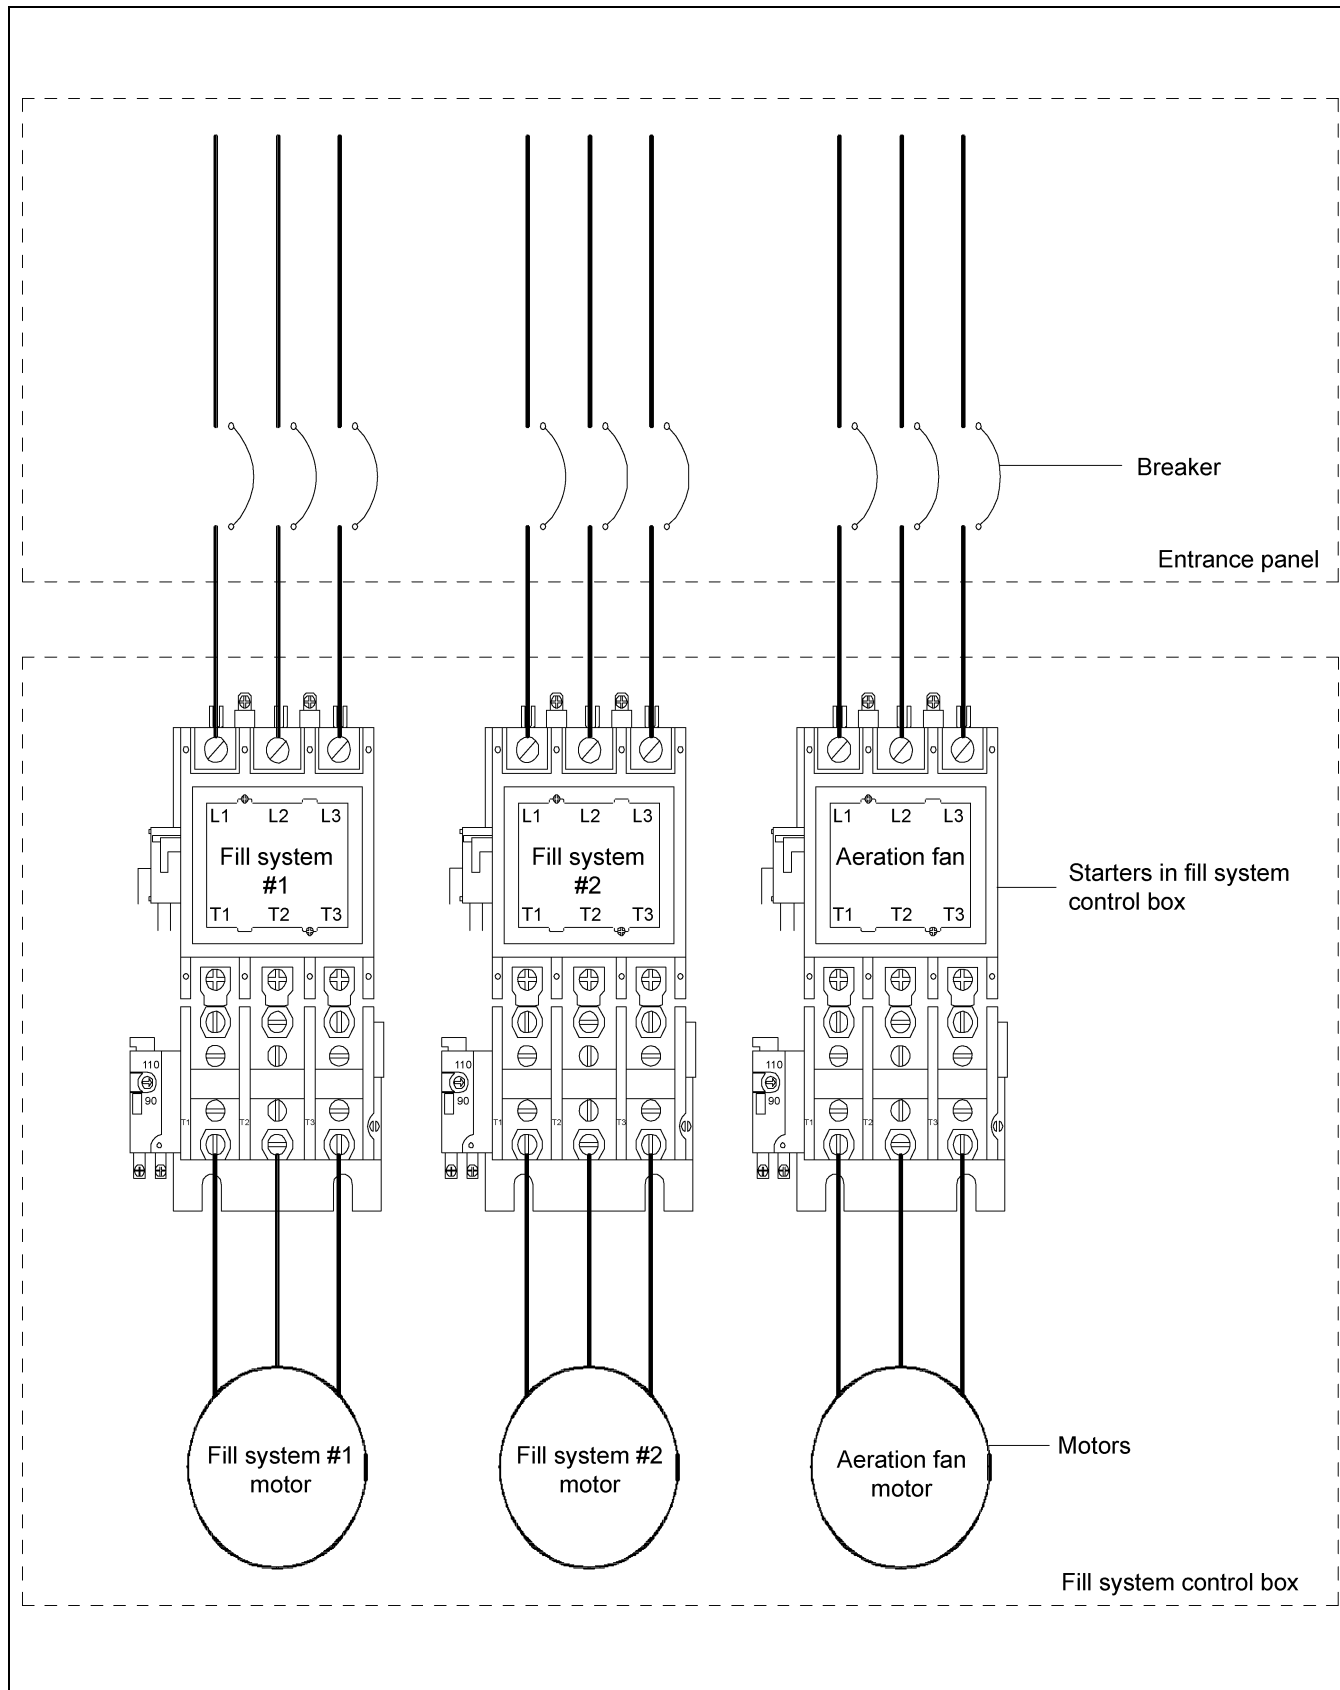 Breaker
Entrance panel
L1 L2 L3
Fill system
#1
T1 T2 T3
L1 L2 L3
Fill system
#2
T1 T2 T3
L1 L2 L3
Aeration fan
T1 T2 T3
Starters in fill system
control box
110
90
T1 T2 T3
110
90
T1 T2 T3
110
90
T1 T2 T3
Fill system #1
motor
Fill system #2
motor
Aeration fan
motor
Motors
Fill system control box